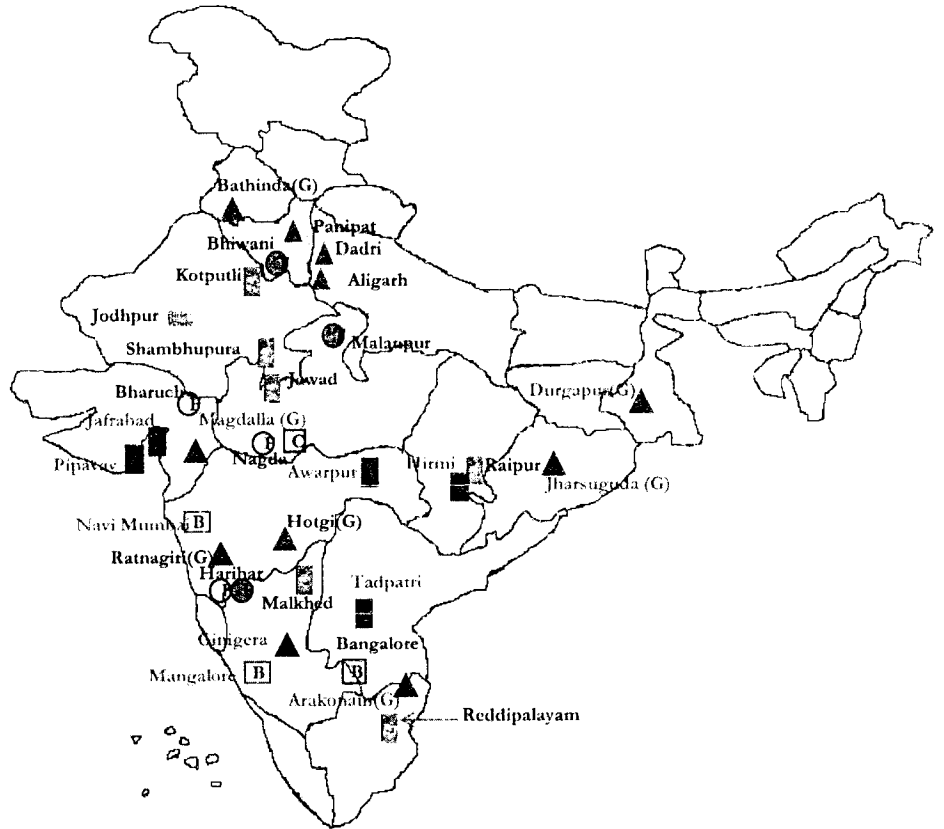 Bathinda(G)
Panipat
Bhiwani
Dadri
Kotputli
Aligarh
Jodhpur
Malanpur
Shambhupura
Jawad
Bharuch
Durgapur(G)
Magdalla (G)
Jafrabad
F
F
C
Nagda
Pipavav
Awarpur
Hirmi
Raipur
Jharsuguda (G)
Navi Mumbai
B
Hotgi(G)
Ratnagiri(G)
Harihar
Malkhed
Tadpatri
Ginigera
Bangalore
Mangalore
B
B
Arakonam(G)
Reddipalayam